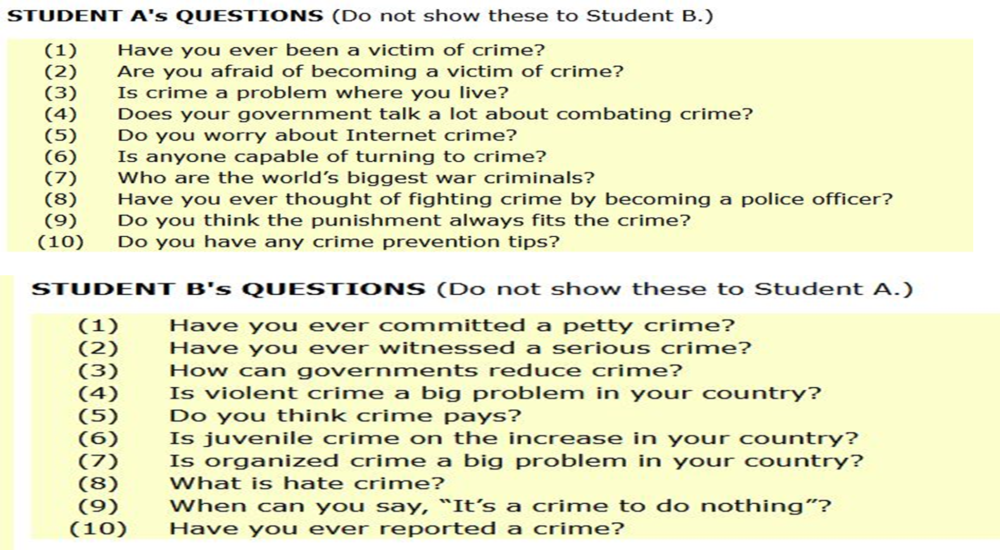 STUDENT A's QUESTIONS (Do not show these to Student B.)
(1) Have you ever been a victim of crime?
(2) Are you afraid of becoming a victim of crime?
(3) Is crime a problem where you live?
(4) Does your government talk a lot about combating crime?
(5) Do you worry about Internet crime?
(6) Is anyone capable of turning to crime?
(7) Who are the world’s biggest war criminals?
(8) Have you ever thought of fighting crime by becoming a police officer?
(9) Do you think the punishment always fits the crime?
(10) Do you have any crime prevention tips?
STUDENT B's QUESTIONS (Do not show these to Student A.)
(1) Have you ever committed a petty crime?
(2) Have you ever witnessed a serious crime?
(3) How can governments reduce crime?
(4) Is violent crime a big problem in your country?
(5) Do you think crime pays?
(6) Is juvenile crime on the increase in your country?
(7) Is organized crime a big problem in your country?
(8) What is hate crime?
(9) When can you say, “It’s a crime to do nothing”?
(10) Have you ever reported a crime?